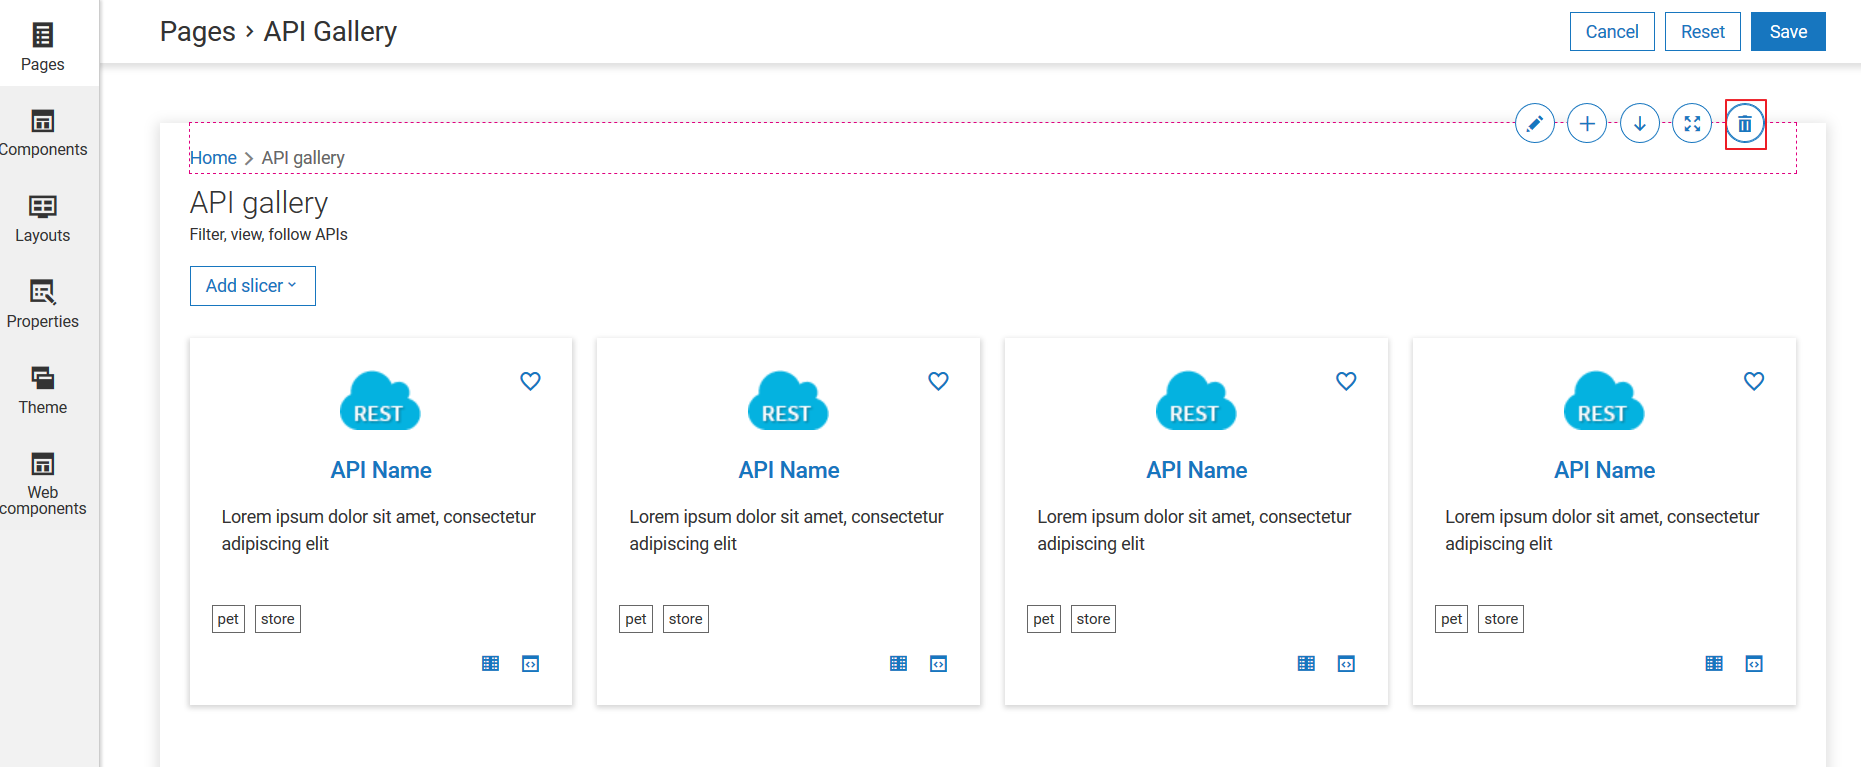 Pages
Components
Layouts
Properties
Theme
Web
components
Pages › API Gallery
Cancel Reset Save
Home API gallery
API gallery
Filter, view, follow APIs
Add slicer
REST
API Name
Lorem ipsum dolor sit amet, consectetur
adipiscing elit
pet store
REST
API Name
Lorem ipsum dolor sit amet, consectetur
adipiscing elit
pet store
REST
API Name
Lorem ipsum dolor sit amet, consectetur
adipiscing elit
pet store
REST
API Name
Lorem ipsum dolor sit amet, consectetur
adipiscing elit
pet store